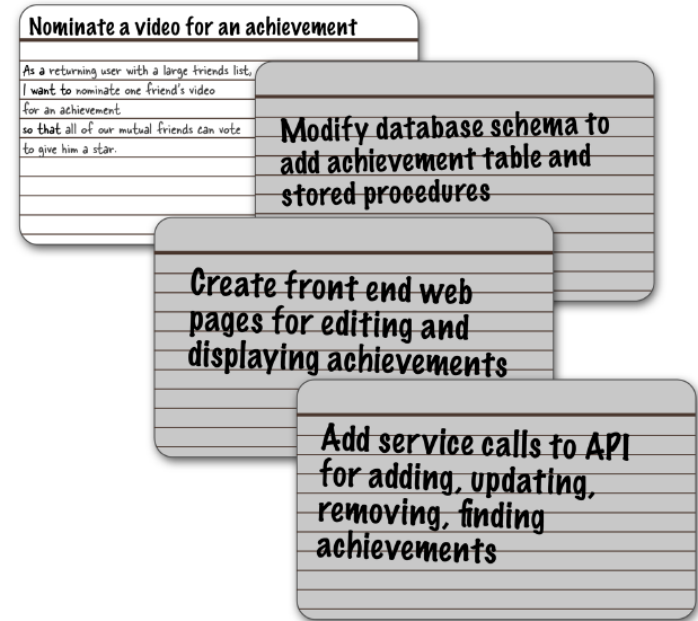 Nominate a video for an achievement
As a returning user with a large friends list,
I want to nominate one friend's video
for an achievement
so that all of our mutual friends can vote
to give him a star.
Modify database schema to
add achievement table and
stored procedures
Create front end web
pages for editing and
displaying achievements
Add service calls to API
for adding, updating,
removing, finding
achievements